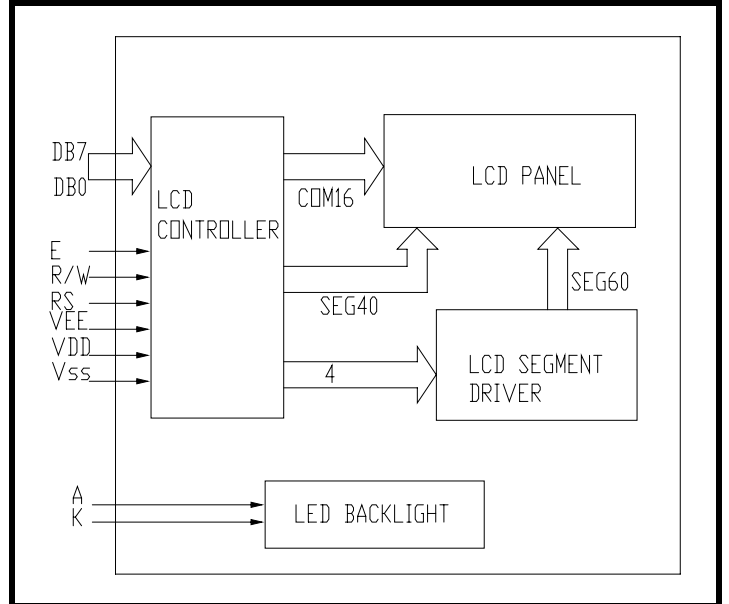 DB7
DB0
E
R/W
RS
VEE
VDD
Vss
A
K
LCD
CONTROLLER
COM16
SEG40
4
LCD PANEL
SEG60
LCD SEGMENT
DRIVER
LED BACKLIGHT